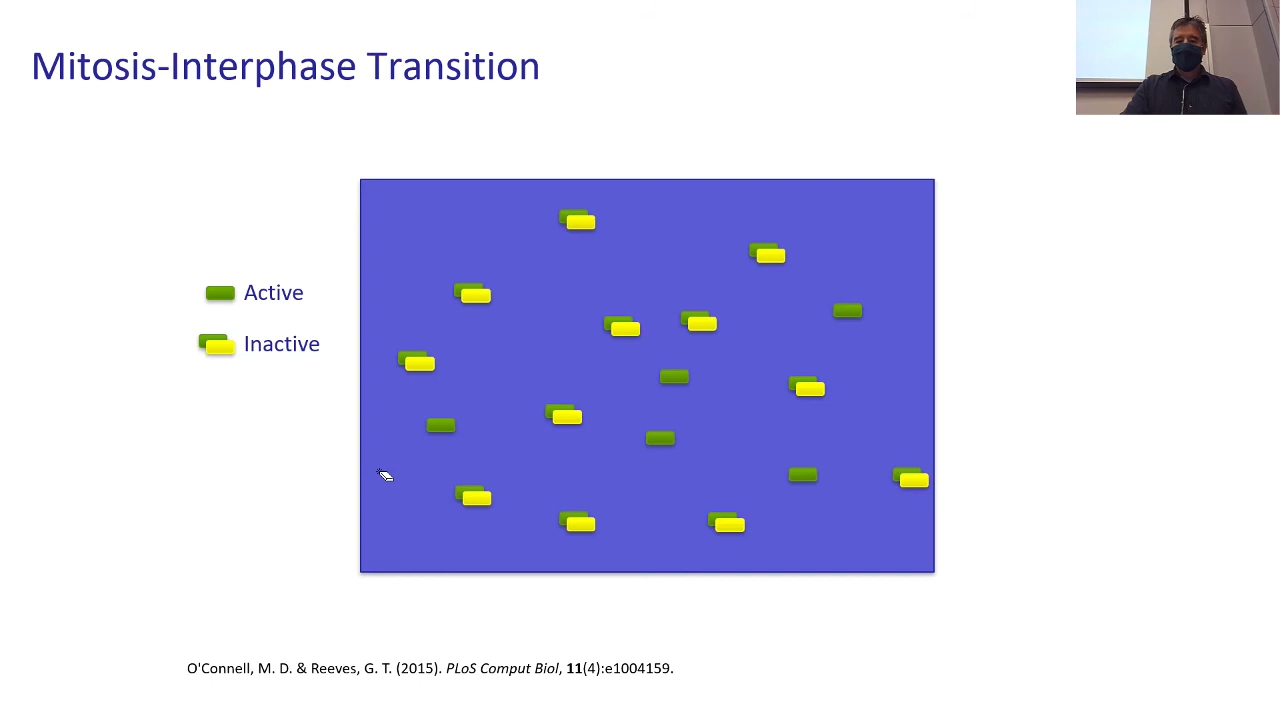 Mitosis-Interphase Transition
Active
Inactive
O'Connell, M. D. & Reeves, G. T. (2015). PLoS Comput Biol, 11(4):e1004159.